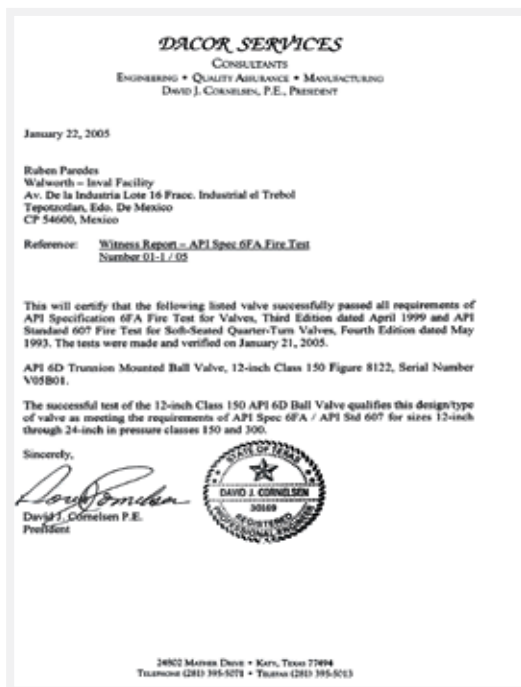 DACOR SERVICES
CONSULTANTS
ENGINEERING • QUALITY ASSURANCE • MANUFACTURING
DAVID J. CORNELSEN, P.E., PRESIDENT
January 22, 2005
Ruben Paredes
Walworth – Inval Facility
Av. De la Industria Lote 16 Fracc. Industrial el Trebol
Tepotzotlan, Edo. De Mexico
CP 54600, Mexico
Reference: Witness Report – API Spec 6FA Fire Test
Number 01-1 / 05
This will certify that the following listed valve successfully passed all requirements of
API Specification 6FA Fire Test for Valves, Third Edition dated April 1999 and API
Standard 607 Fire Test for Soft-Seated Quarter-Turn Valves, Fourth Edition dated May
1993. The tests were made and verified on January 21, 2005.
API 6D Trunnion Mounted Ball Valve, 12-inch Class 150 Figure 8122, Serial Number
V05B01.
The successful test of the 12-inch Class 150 API 6D Ball Valve qualifies this design/type
of valve as meeting the requirements of API Spec 6FA / API Std 607 for sizes 12-inch
through 24-inch in pressure classes 150 and 300.
Sincerely,
David J. Cornelsen P.E.
President
STATE OF TEXAS
DAVID J. CORNELSEN
30169
REGISTERED
PROFESSIONAL ENGINEER
24502 MATHER DRIVE • KATY, TEXAS 77494
TELEPHONE (281) 395-5071 • TELEFAX (281) 395-5013